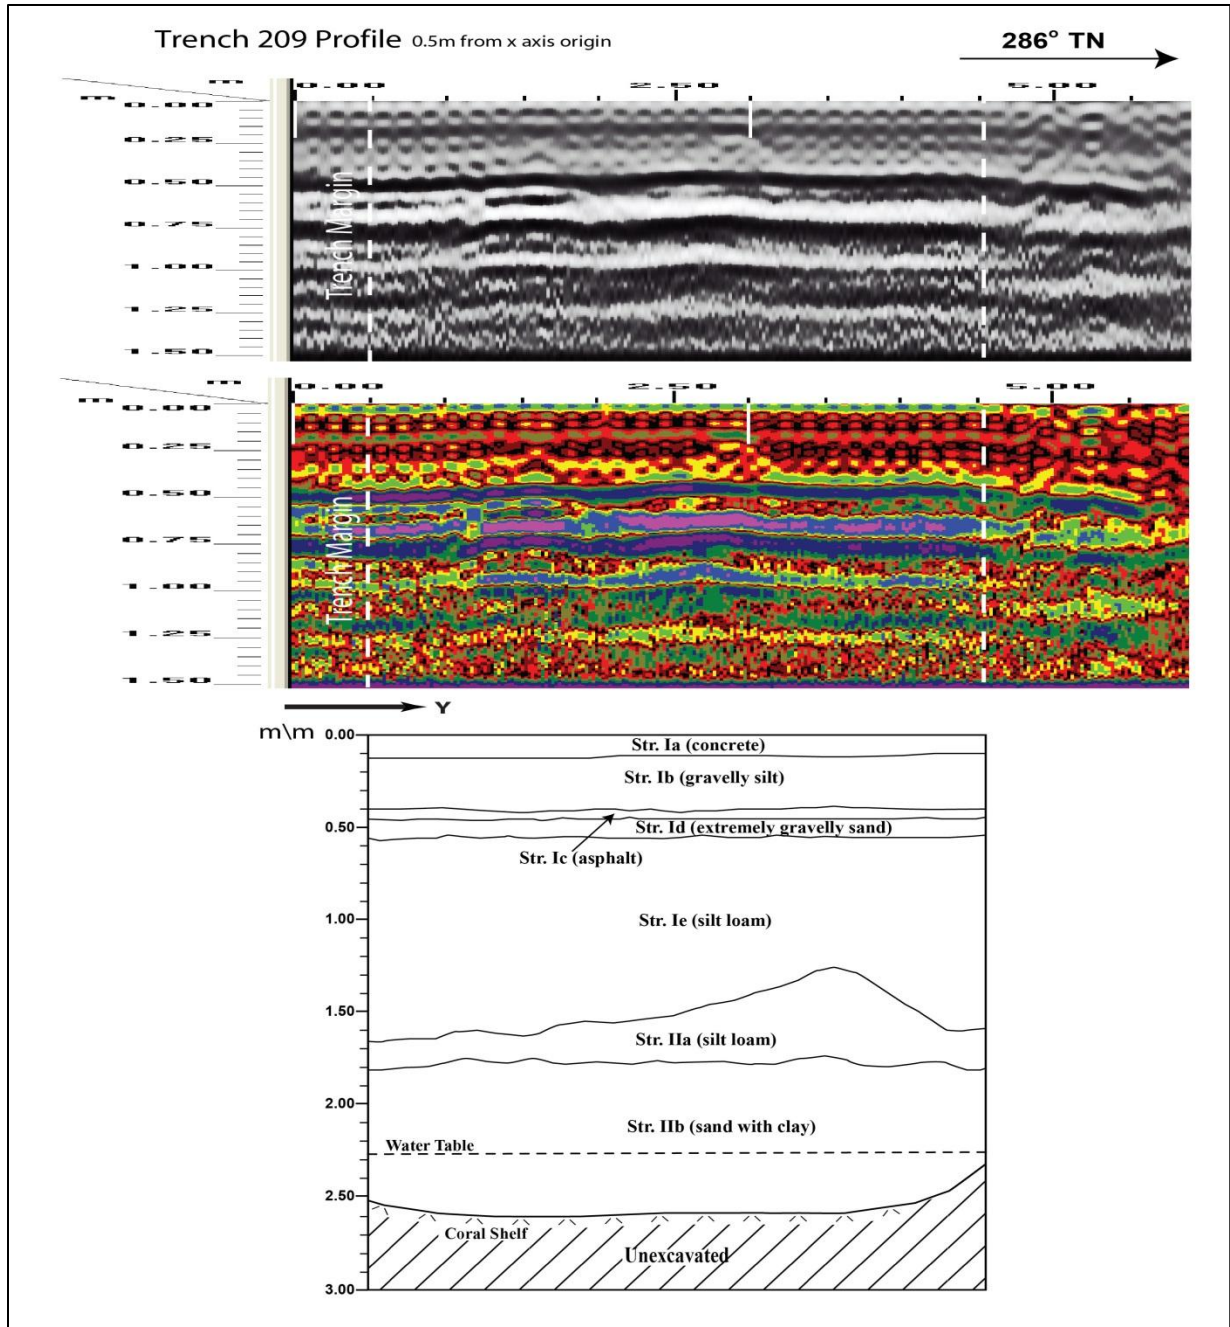 Trench 209 Profile 0.5m from x axis origin
286° TN
m 0.00 2.50 5.00
m 0.00
0.25
0.50
0.75
1.00
1.25
1.50
Trench Margin
m 0.00 2.50 5.00
m 0.00
0.25
0.50
0.75
1.00
1.25
1.50
Trench Margin
Y
m\m
0.00
Str. Ia (concrete)
Str. Ib (gravelly silt)
0.50
Str. Id (extremely gravelly sand)
Str. Ic (asphalt)
1.00
Str. Ie (silt loam)
1.50
Str. IIa (silt loam)
2.00
Str. IIb (sand with clay)
Water Table
2.50
Coral Shelf
Unexcavated
3.00